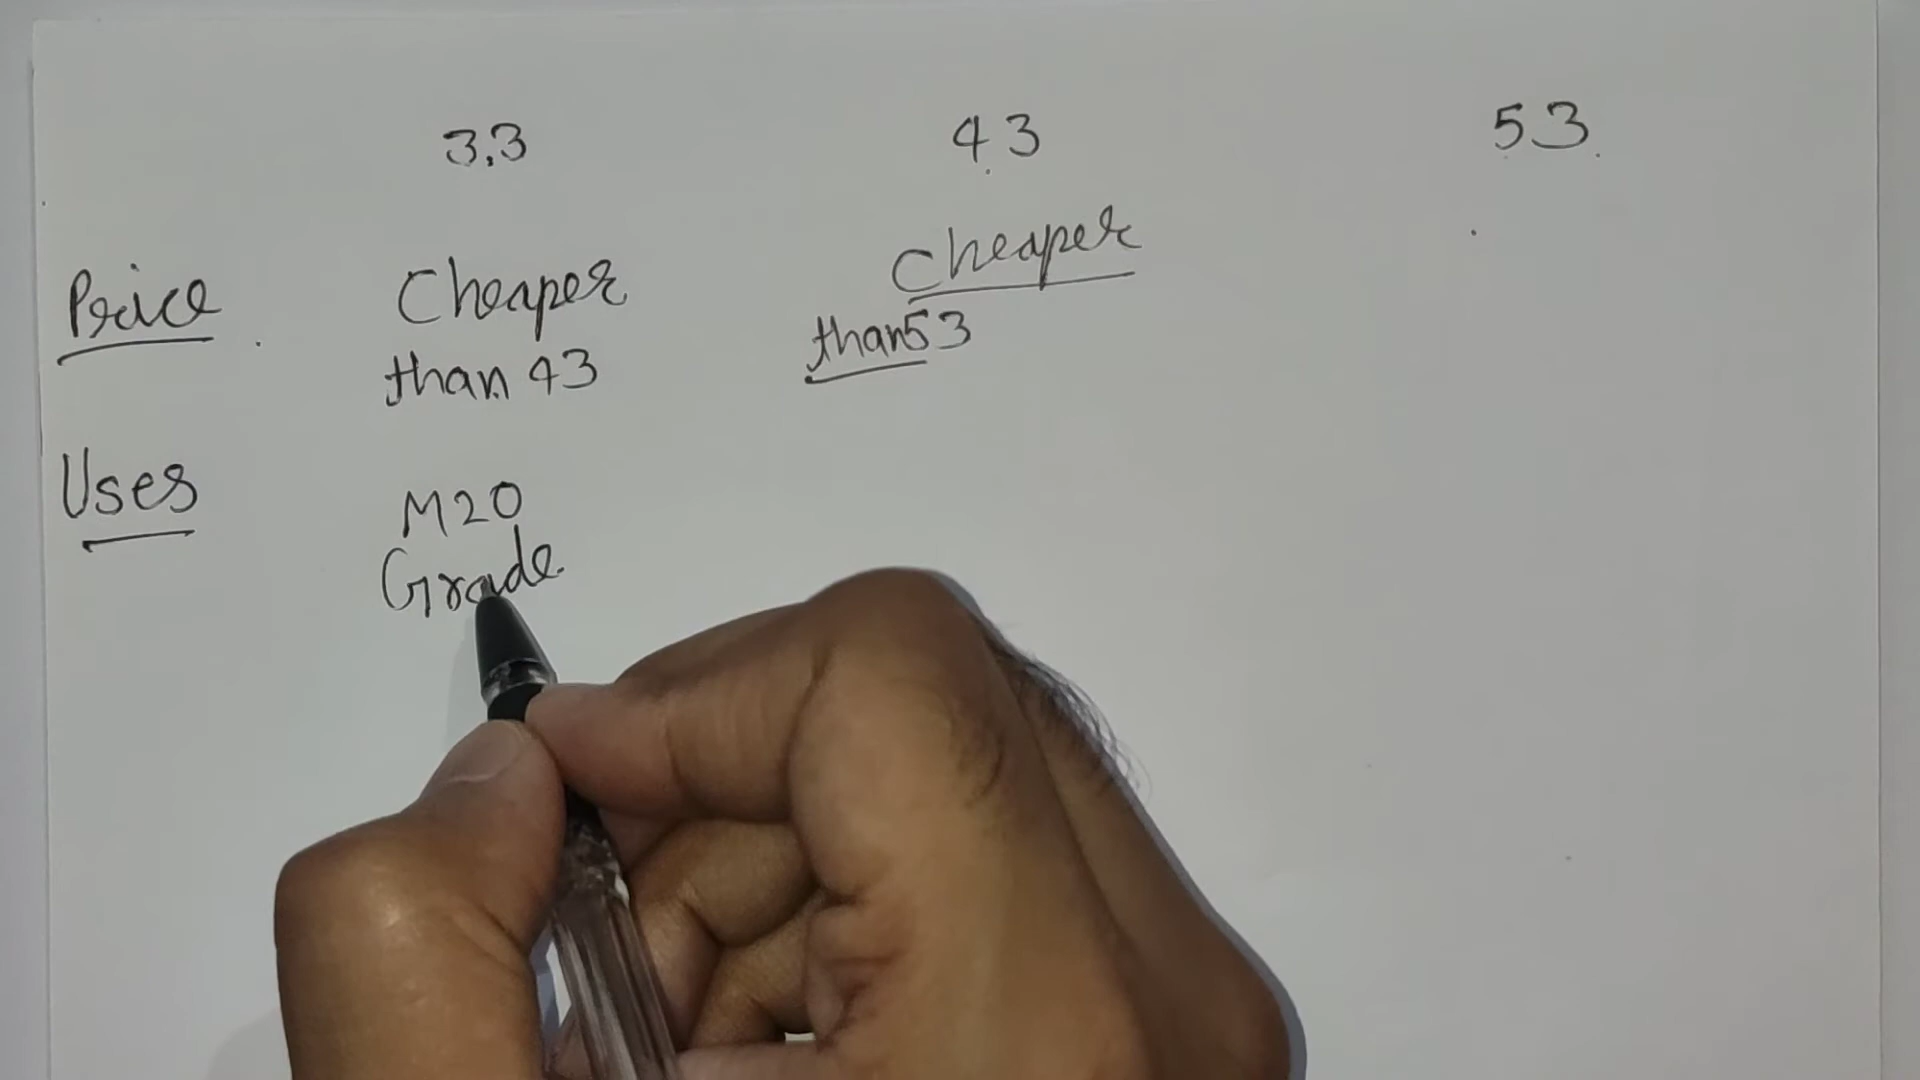 33 43 53
Price Cheaper Cheaper
than 43 than 53
Uses M20
Grade